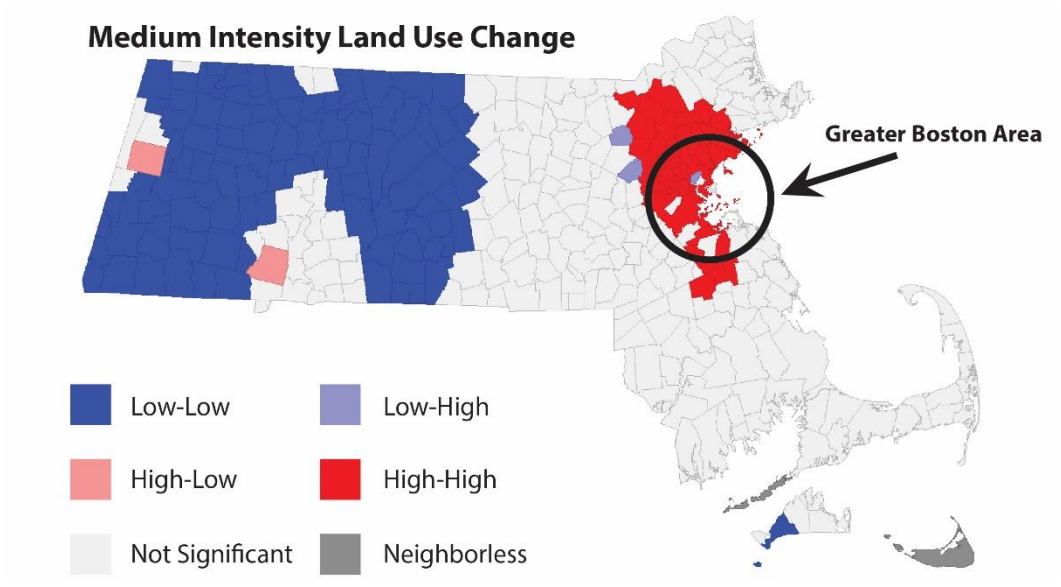 Medium Intensity Land Use Change
Greater Boston Area
Low-Low
Low-High
High-Low
High-High
Not Significant
Neighborless